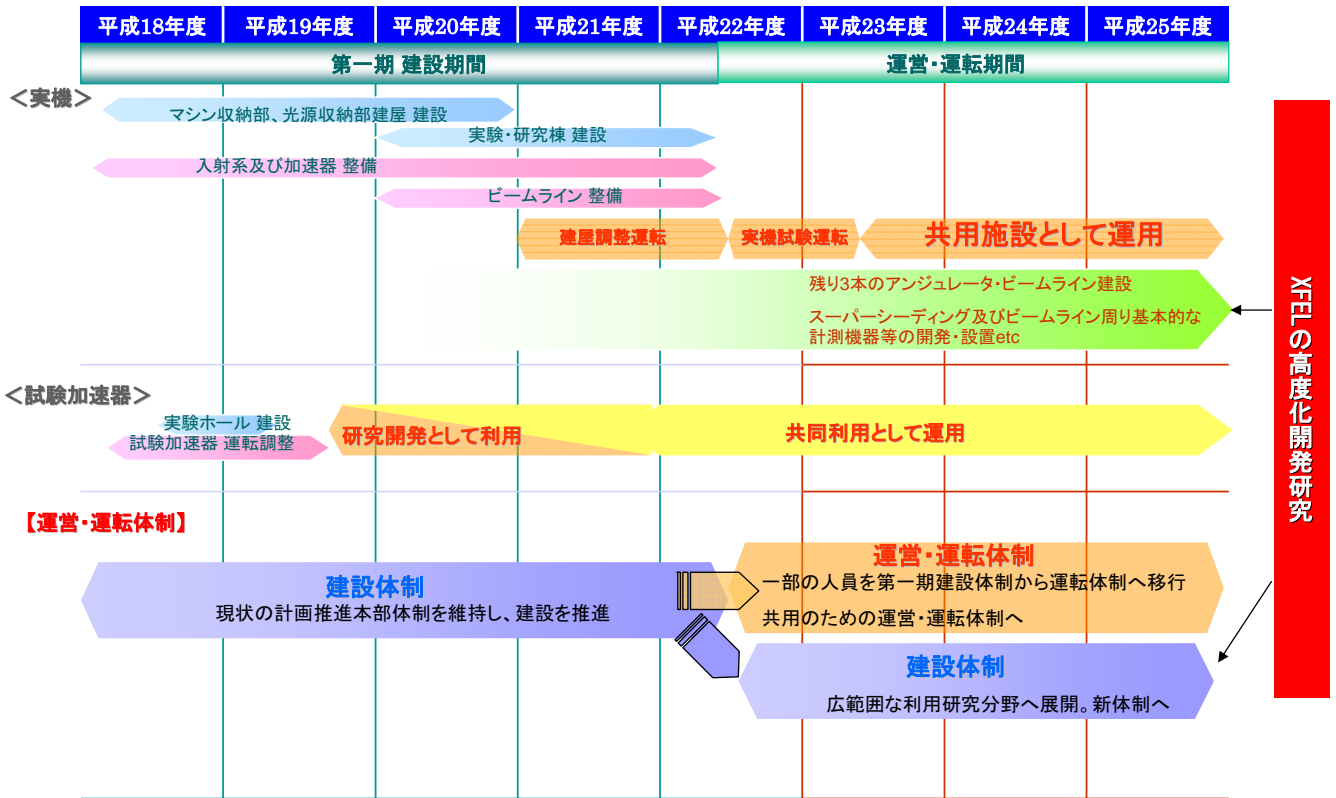 平成18年度
平成19年度
平成20年度
平成21年度
平成22年度
平成23年度
平成24年度
平成25年度
第一期 建設期間
運営・運転期間
＜実機＞
マシン収納部、光源収納部建屋 建設
実験・研究棟 建設
入射系及び加速器 整備
ビームライン 整備
建屋調整運転
実機試験運転
共用施設として運用
残り3本のアンジュレータ・ビームライン建設
スーパーシーディング及びビームライン周り基本的な
計測機器等の開発・設置etc
XFELの高度化開発研究
＜試験加速器＞
実験ホール 建設
試験加速器 運転調整
研究開発として利用
共同利用として運用
【運営・運転体制】
建設体制
現状の計画推進本部体制を維持し、建設を推進
運営・運転体制
一部の人員を第一期建設体制から運転体制へ移行
共用のための運営・運転体制へ
建設体制
広範囲な利用研究分野へ展開。新体制へ